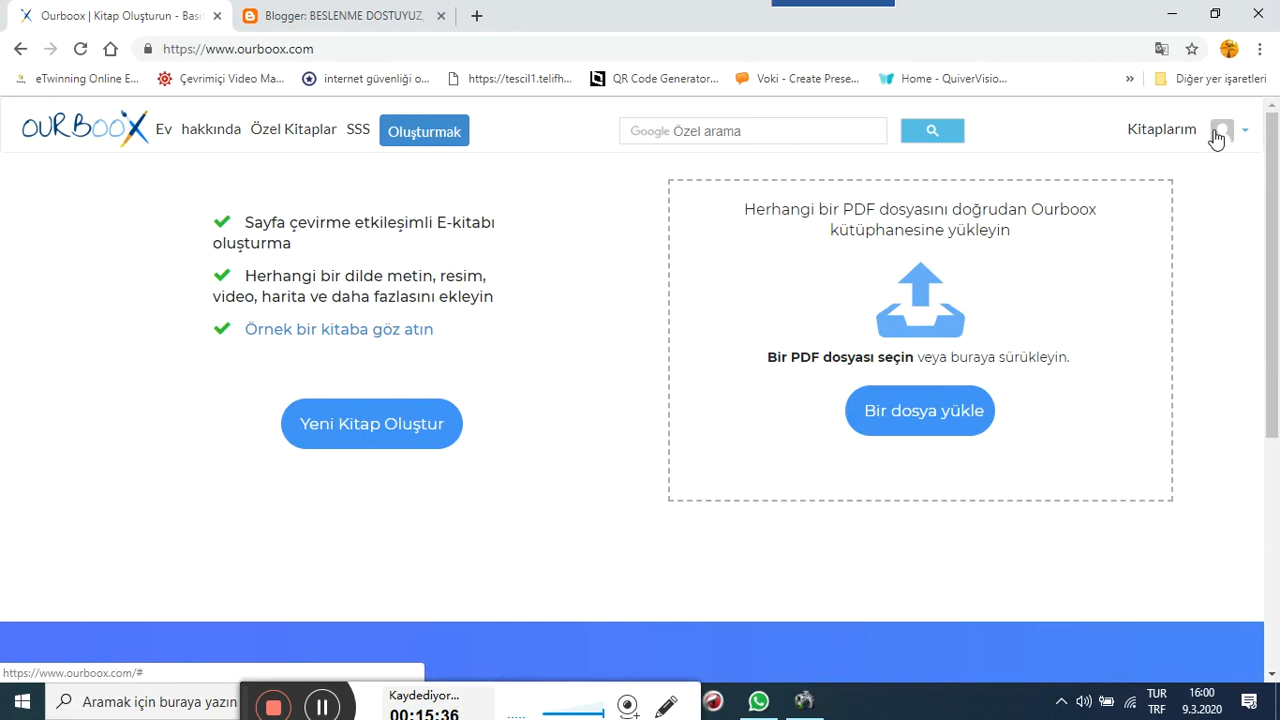 Ourboox | Kitap Oluşturun - Bası
Blogger: BESLENME DOSTUYUZ,
https://www.ourboox.com
eTwinning Online E...
Çevrimiçi Video Ma...
internet güvenliği o...
https://tescil1.telifh...
QR Code Generator...
Voki - Create Prese...
Home - QuiverVisio...
»
Diğer yer işaretleri
OURBOOX
Ev
hakkında
Özel Kitaplar
SSS
Oluşturmak
Google Özel arama
Kitaplarım
Sayfa çevirme etkileşimli E-kitabı
oluşturma
Herhangi bir dilde metin, resim,
video, harita ve daha fazlasını ekleyin
Örnek bir kitaba göz atın
Yeni Kitap Oluştur
Herhangi bir PDF dosyasını doğrudan Ourboox
kütüphanesine yükleyin
Bir PDF dosyası seçin veya buraya sürükleyin.
Bir dosya yükle
https://www.ourboox.com/#
Aramak için buraya yazın
Kaydediyor...
00:15:36
TUR
TRF
16:00
9.3.2020